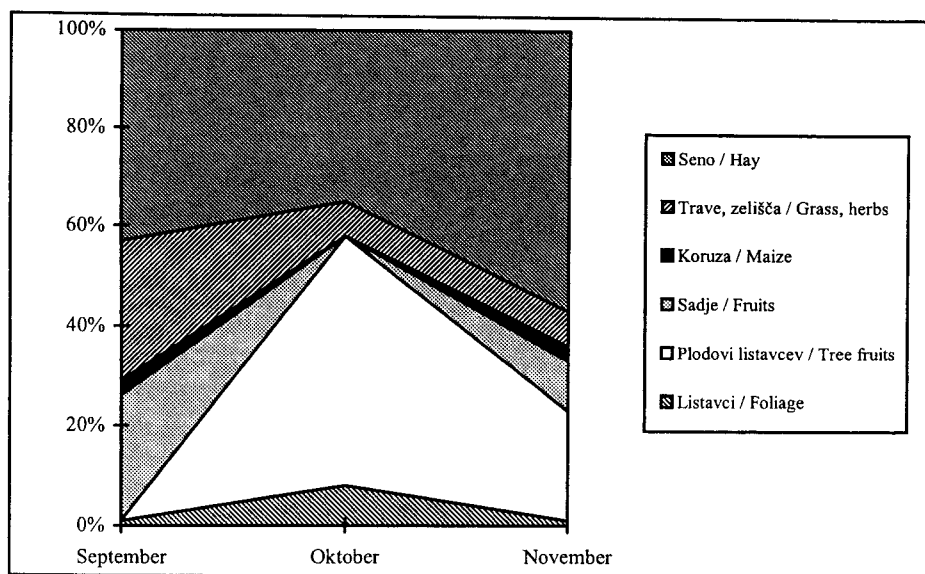 100%
80%
60%
40%
20%
0%
September
Oktober
November
Seno / Hay
Trave, zelišča / Grass, herbs
Koruza / Maize
Sadje / Fruits
Plodovi listavcev / Tree fruits
Listavci / Foliage